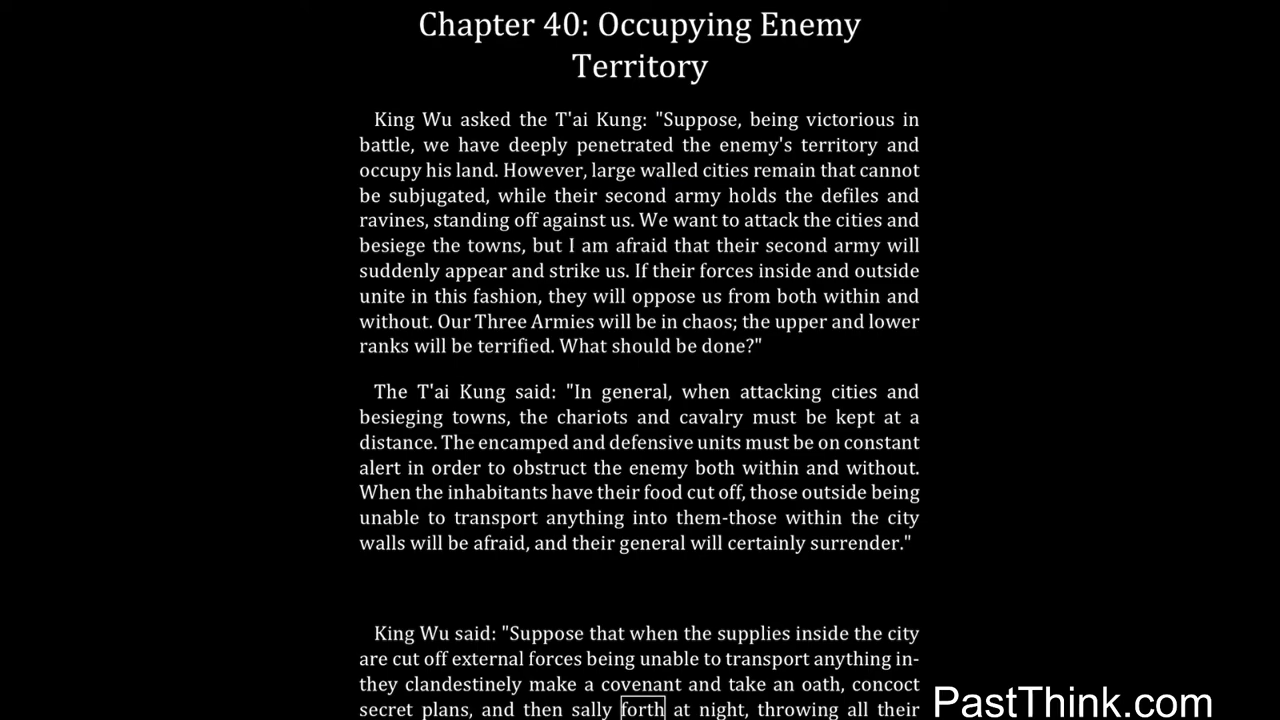 Chapter 40: Occupying Enemy
Territory
King Wu asked the T'ai Kung: "Suppose, being victorious in
battle, we have deeply penetrated the enemy's territory and
occupy his land. However, large walled cities remain that cannot
be subjugated, while their second army holds the defiles and
ravines, standing off against us. We want to attack the cities and
besiege the towns, but I am afraid that their second army will
suddenly appear and strike us. If their forces inside and outside
unite in this fashion, they will oppose us from both within and
without. Our Three Armies will be in chaos; the upper and lower
ranks will be terrified. What should be done?"
The T'ai Kung said: "In general, when attacking cities and
besieging towns, the chariots and cavalry must be kept at a
distance. The encamped and defensive units must be on constant
alert in order to obstruct the enemy both within and without.
When the inhabitants have their food cut off, those outside being
unable to transport anything into them-those within the city
walls will be afraid, and their general will certainly surrender."
King Wu said: "Suppose that when the supplies inside the city
are cut off external forces being unable to transport anything in-
they clandestinely make a covenant and take an oath, concoct
secret plans, and then sally forth at night, throwing all their
PastThink.com